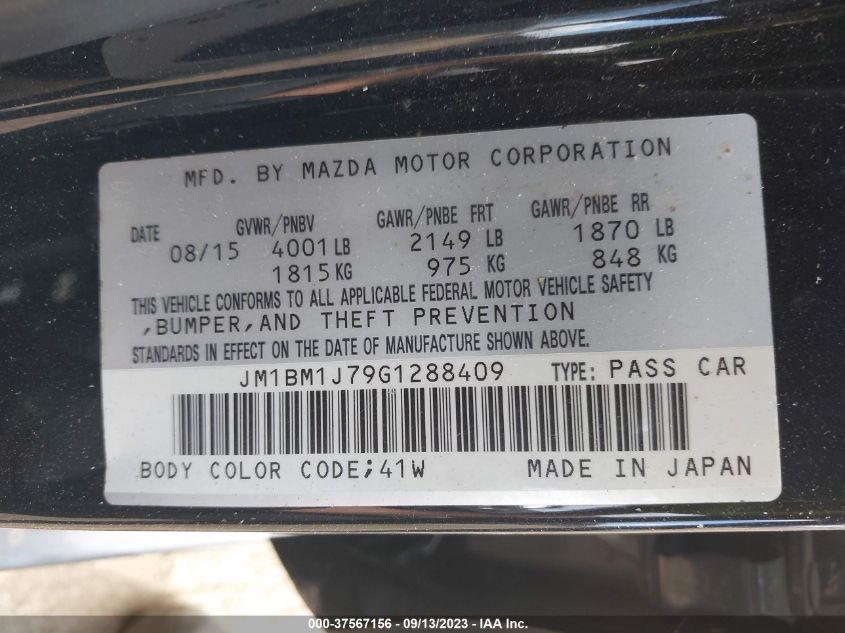 MFD. BY MAZDA MOTOR CORPORATION
DATE GVWR/PNBV GAWR/PNBE FRT GAWR/PNBE RR
08/15 4001 LB 2149 LB 1870 LB
1815 KG 975 KG 848 KG
THIS VEHICLE CONFORMS TO ALL APPLICABLE FEDERAL MOTOR VEHICLE SAFETY
,BUMPER,AND THEFT PREVENTION
STANDARDS IN EFFECT ON THE DATE OF MANUFACTURE SHOWN ABOVE.
JM1BM1J79G1288409 TYPE: PASS CAR
BODY COLOR CODE;41W MADE IN JAPAN
000-37567156 - 09/13/2023 - IAA Inc.